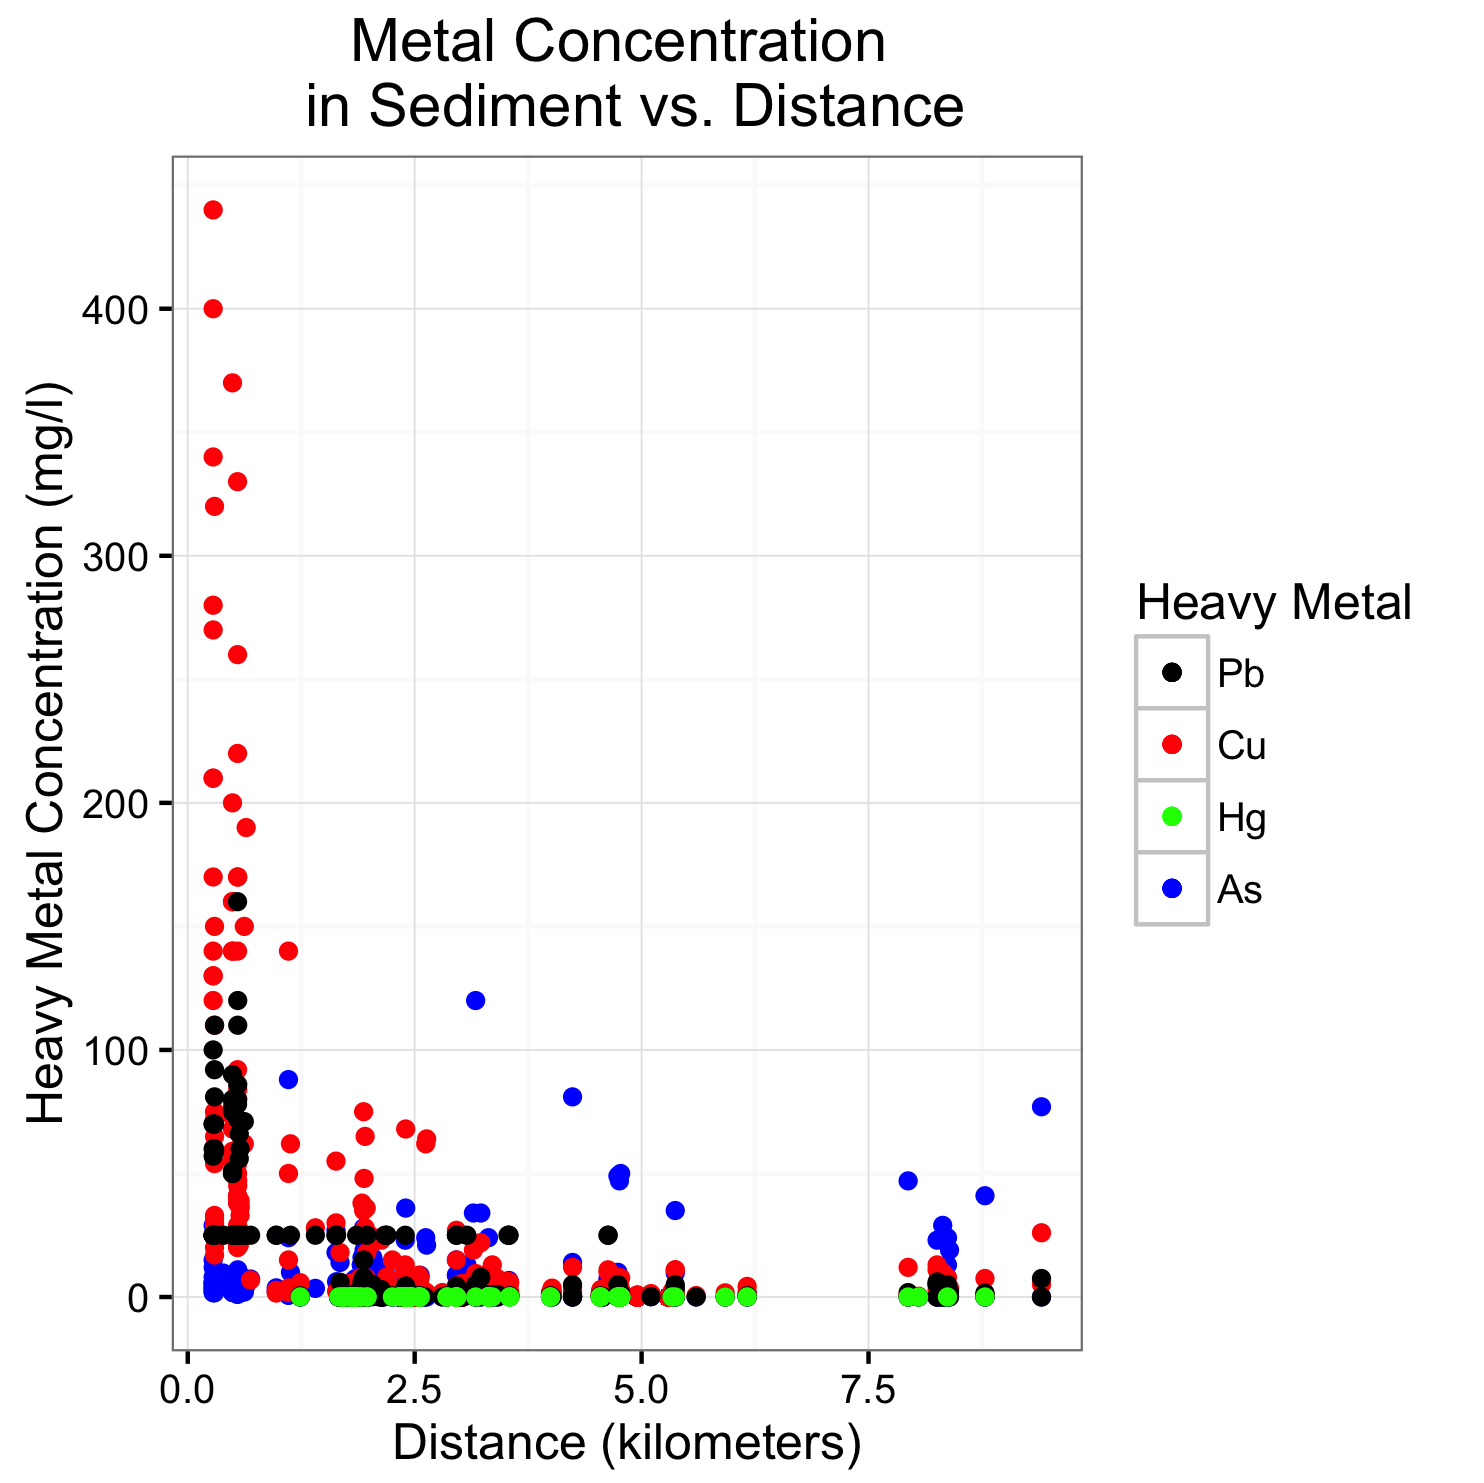 Metal Concentration
in Sediment vs. Distance
Heavy Metal Concentration (mg/l)
400
300
200
100
0
0.0 2.5 5.0 7.5
Distance (kilometers)
Heavy Metal
Pb
Cu
Hg
As